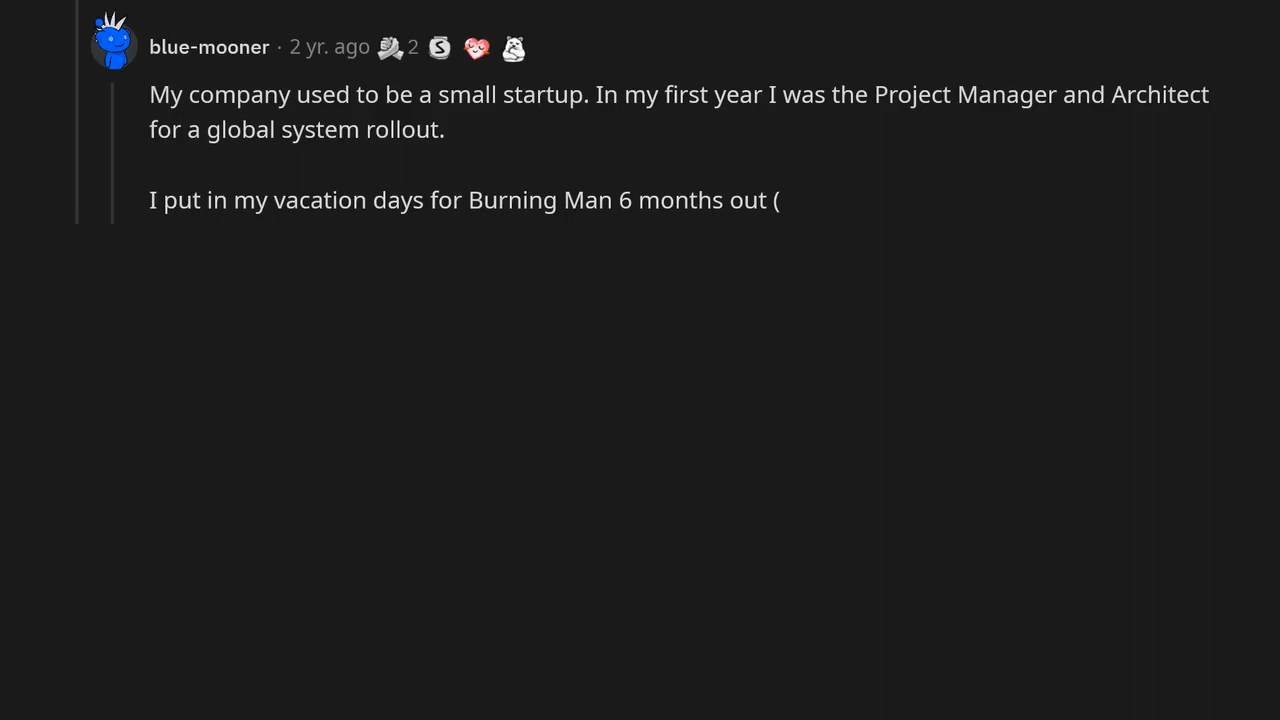 blue-mooner · 2 yr. ago 2
My company used to be a small startup. In my first year I was the Project Manager and Architect
for a global system rollout.
I put in my vacation days for Burning Man 6 months out (